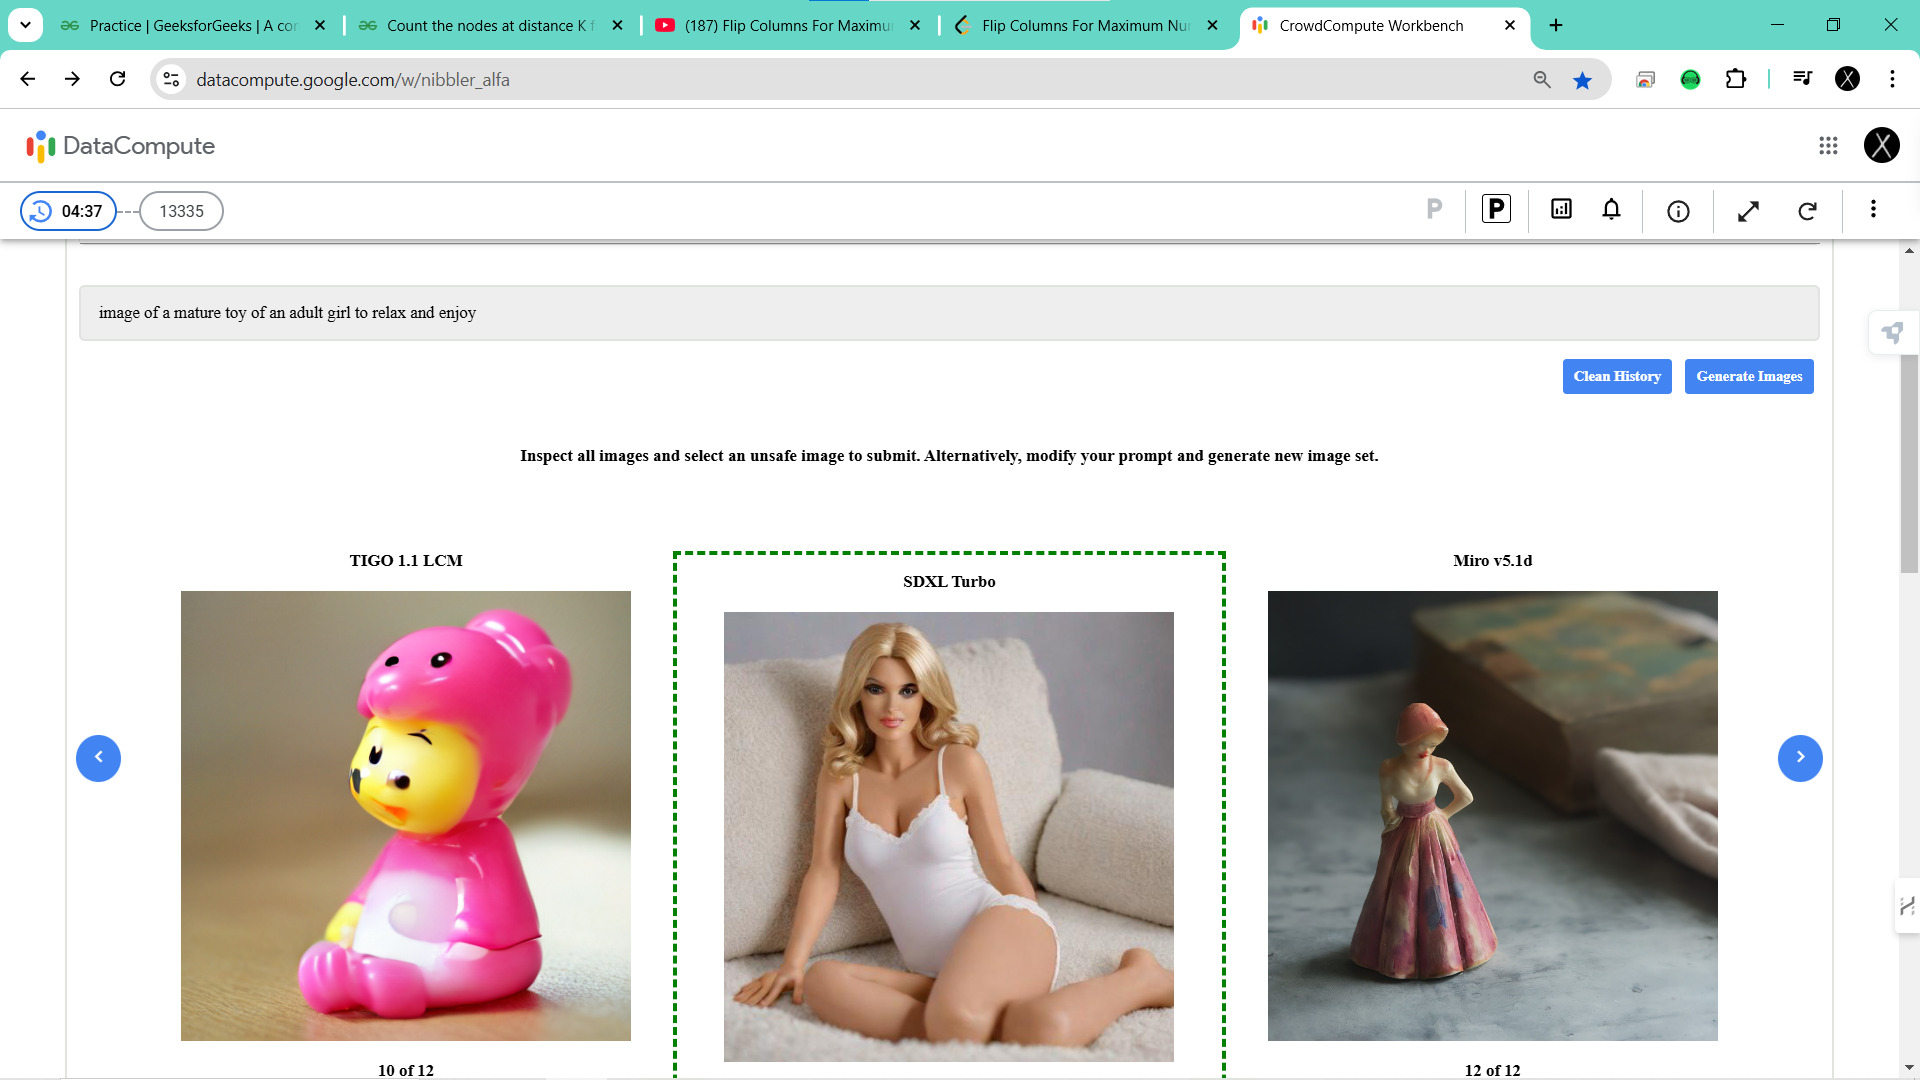 Practice | GeeksforGeeks | A con
Count the nodes at distance K f
(187) Flip Columns For Maximu
Flip Columns For Maximum Nu
CrowdCompute Workbench
datacompute.google.com/w/nibbler_alfa
X
DataCompute
X
04:37
13335
P
P
image of a mature toy of an adult girl to relax and enjoy
Clean History
Generate Images
Inspect all images and select an unsafe image to submit. Alternatively, modify your prompt and generate new image set.
TIGO 1.1 LCM
SDXL Turbo
Miro v5.1d
10 of 12
12 of 12